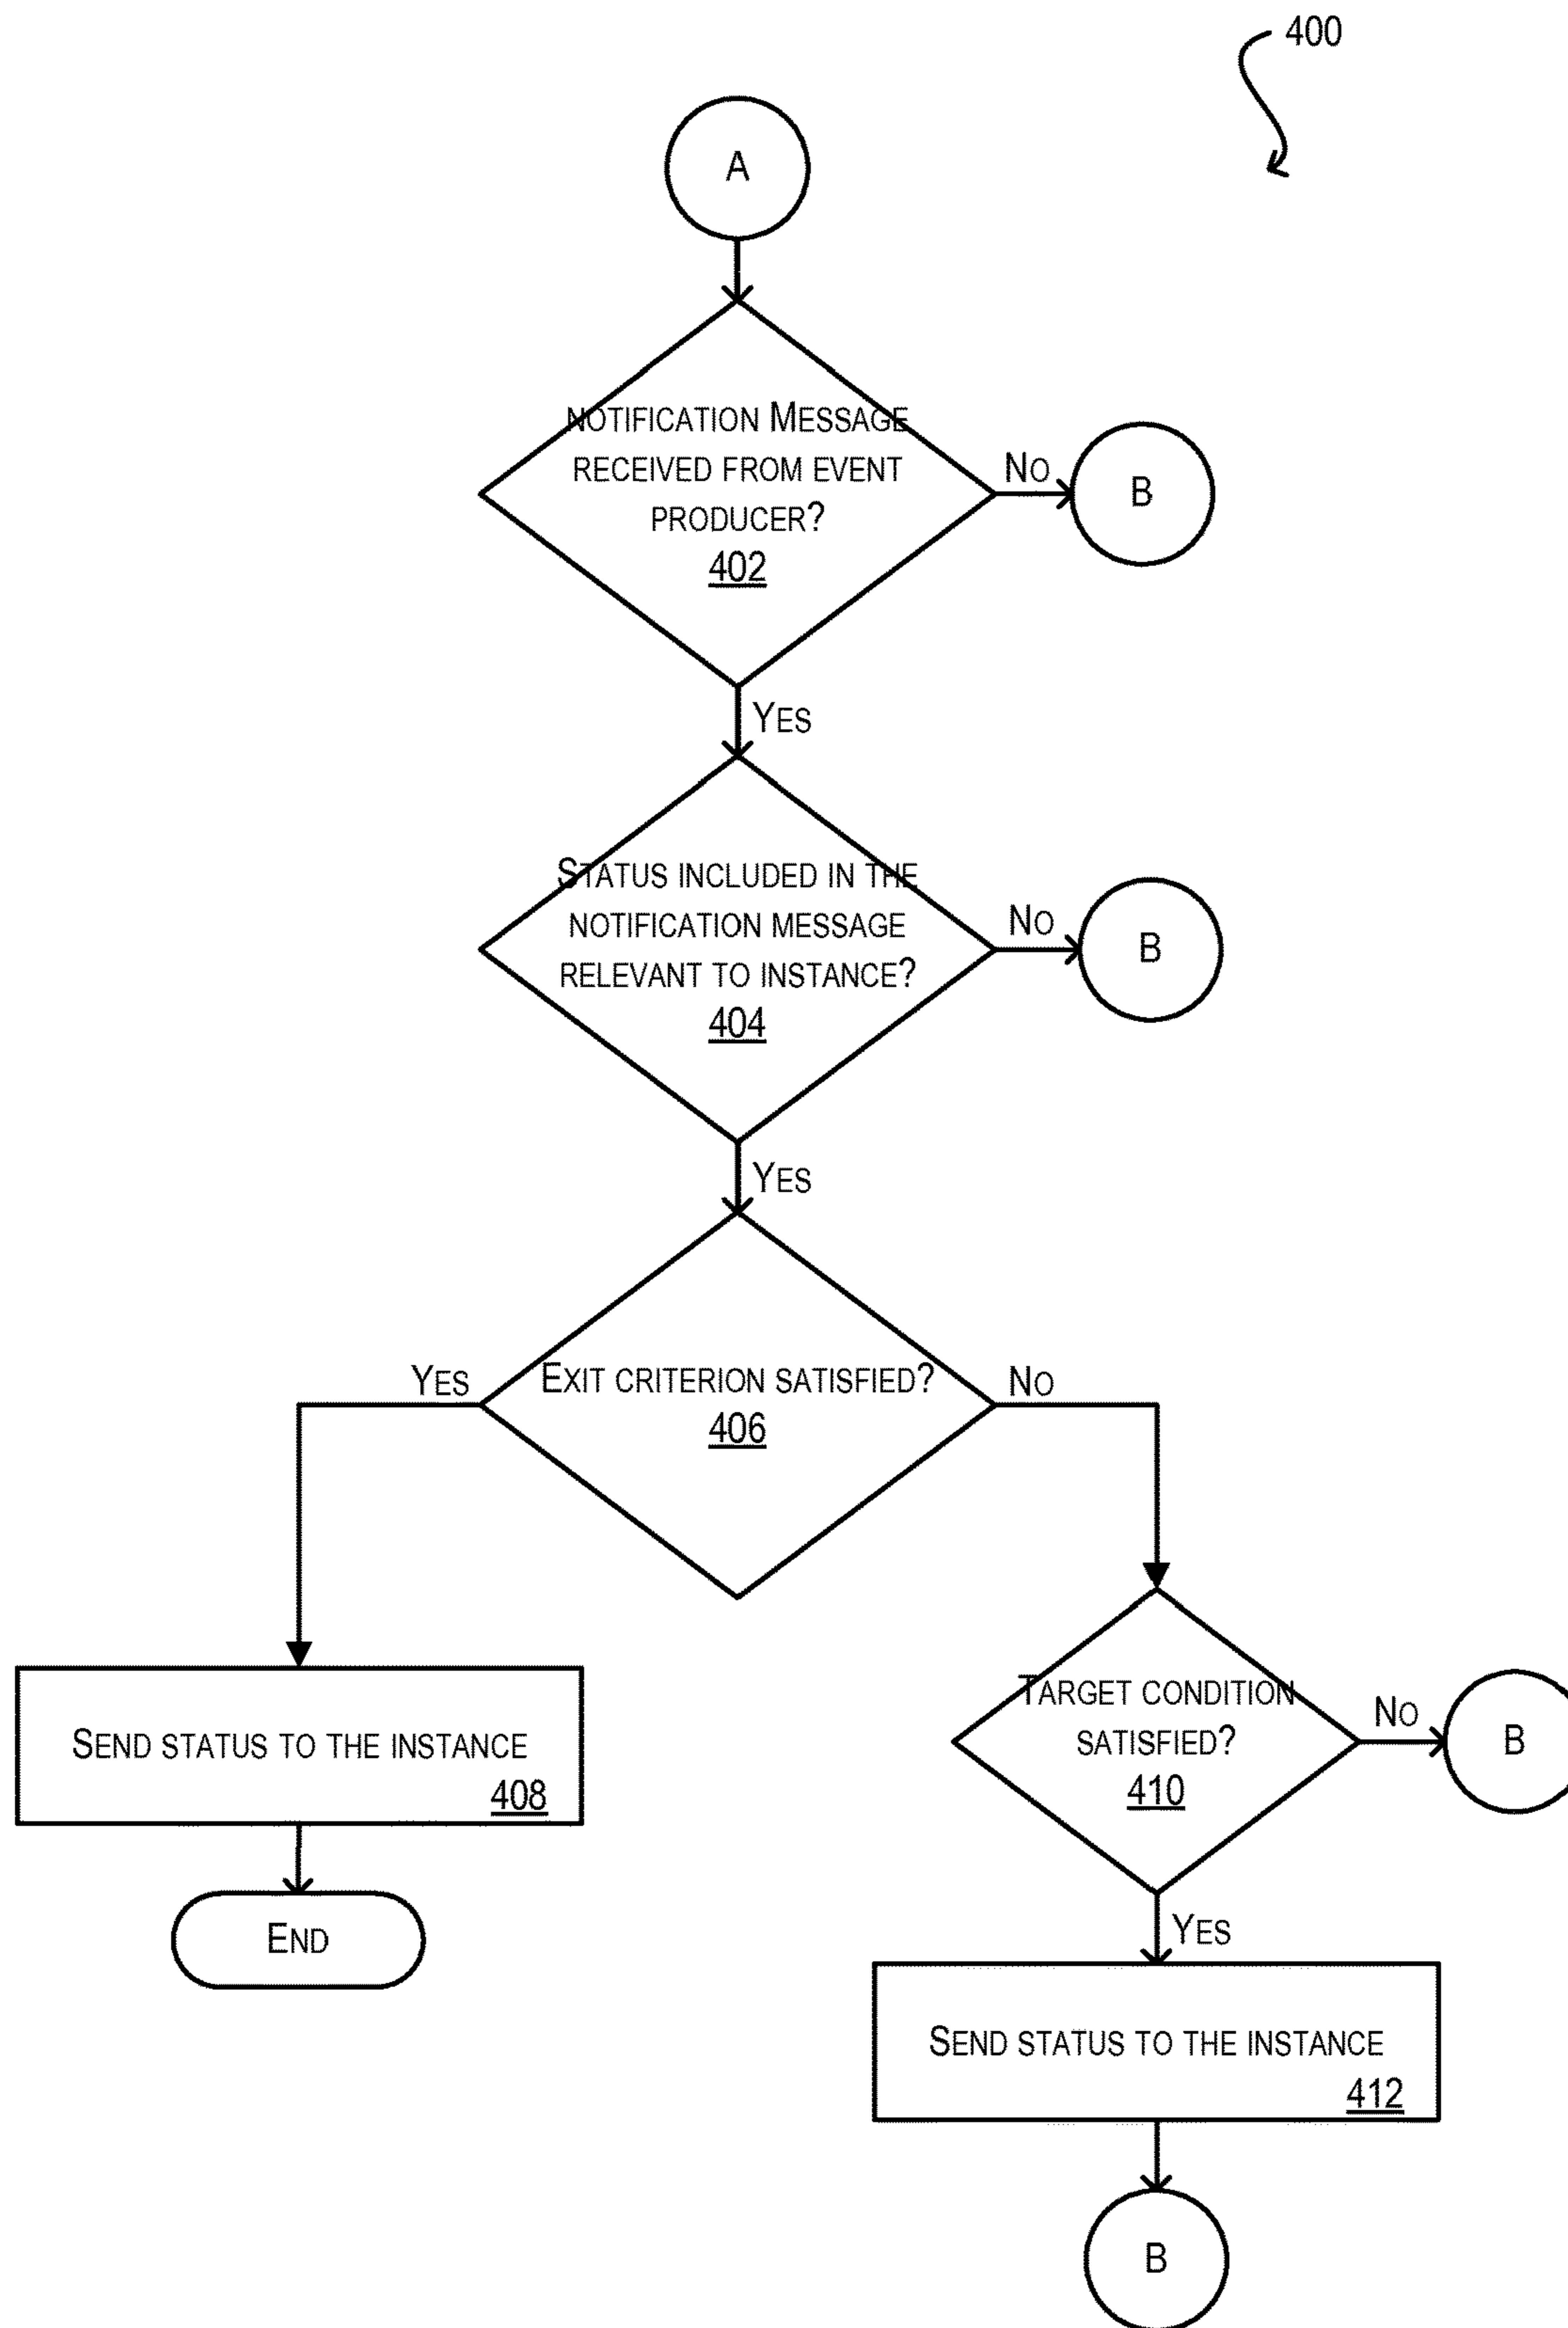 400
A
notification Message
received from event
producer?
402
No
B
Yes
Status included in the
notification message
relevant to instance?
404
No
B
Yes
Exit criterion satisfied?
406
Yes
No
Send status to the instance
408
End
Target condition
satisfied?
410
No
B
Yes
Send status to the instance
412
B